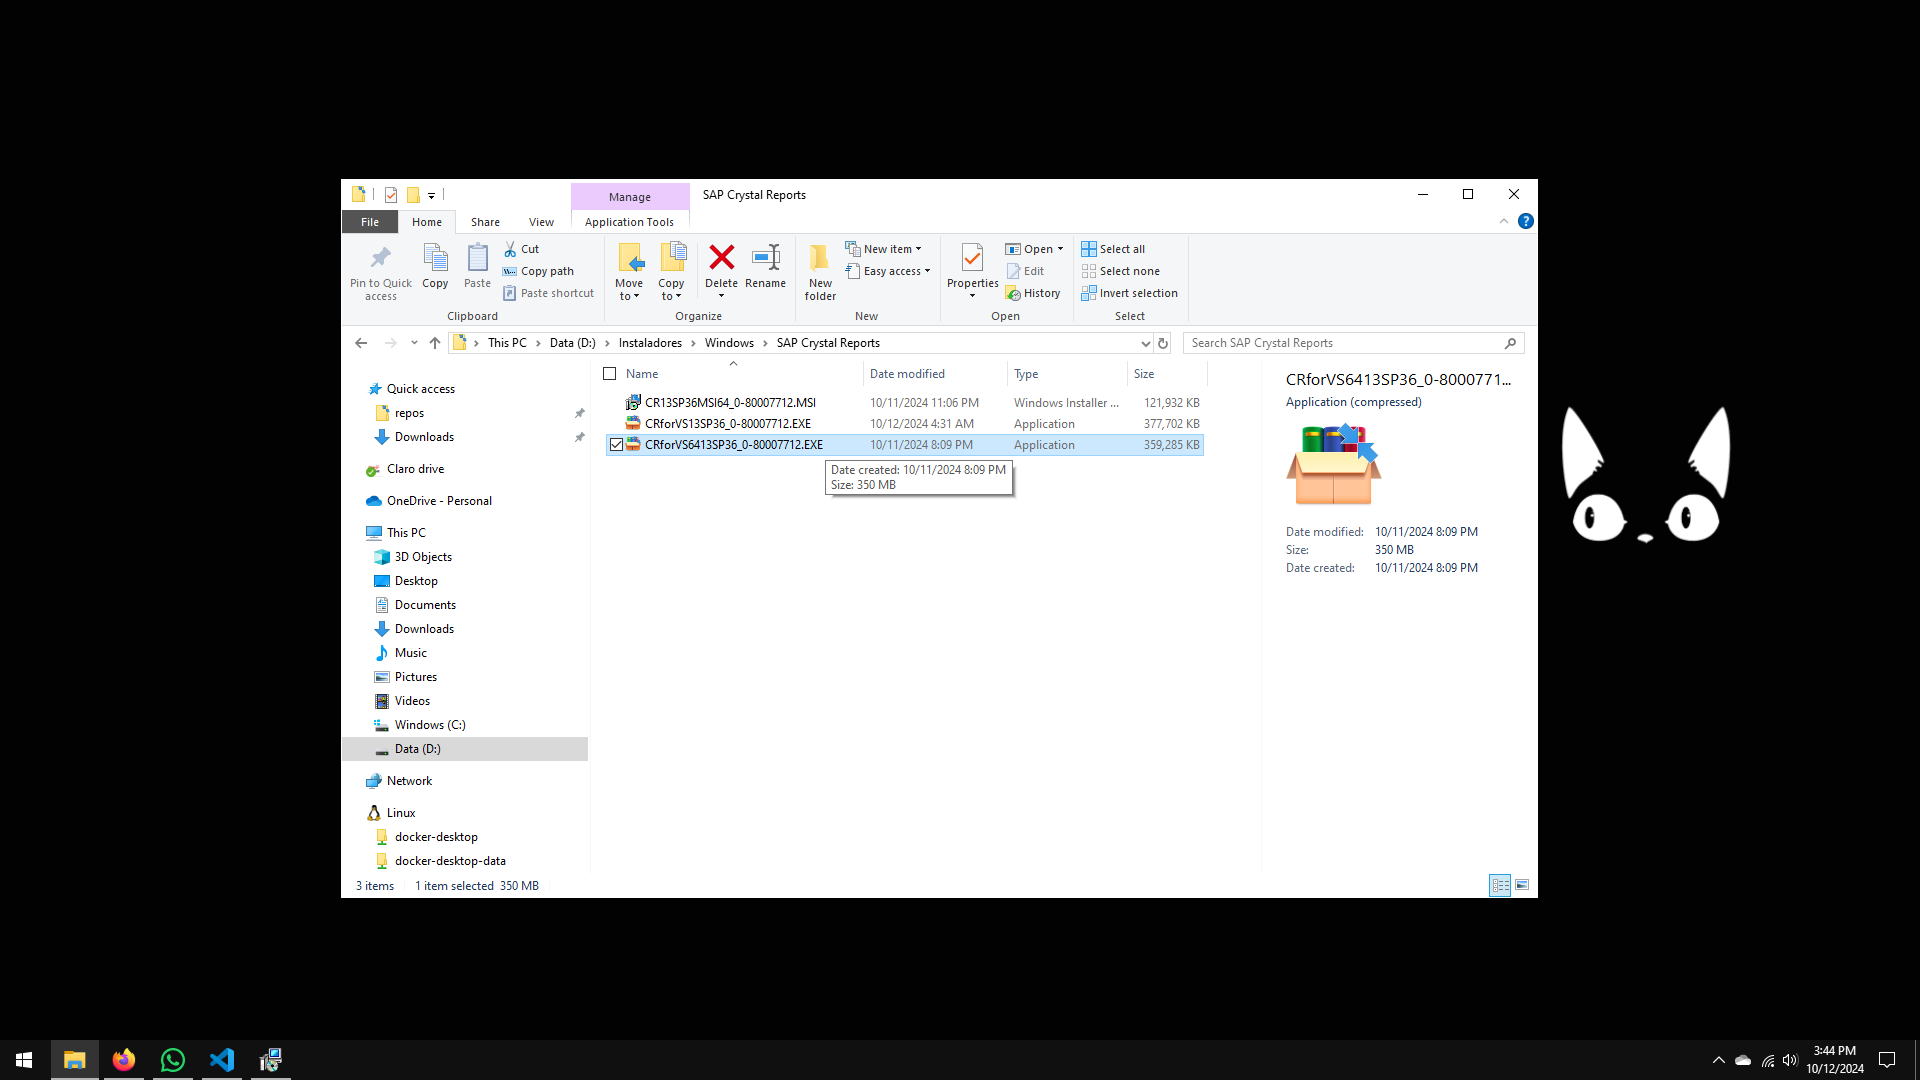 Manage
SAP Crystal Reports
File
Home
Share
View
Application Tools
Pin to Quick access
Copy
Paste
Cut
Copy path
Paste shortcut
Clipboard
Move to
Copy to
Delete
Rename
Organize
New folder
New item
Easy access
New
Properties
Open
Edit
History
Open
Select all
Select none
Invert selection
Select
This PC > Data (D:) > Instaladores > Windows > SAP Crystal Reports
Search SAP Crystal Reports
Quick access
repos
Downloads
Claro drive
OneDrive - Personal
This PC
3D Objects
Desktop
Documents
Downloads
Music
Pictures
Videos
Windows (C:)
Data (D:)
Network
Linux
docker-desktop
docker-desktop-data
Name Date modified Type Size
CR13SP36MSI64_0-80007712.MSI 10/11/2024 11:06 PM Windows Installer ... 121,932 KB
CRforVS13SP36_0-80007712.EXE 10/12/2024 4:31 AM Application 377,702 KB
CRforVS6413SP36_0-80007712.EXE 10/11/2024 8:09 PM Application 359,285 KB
Date created: 10/11/2024 8:09 PM
Size: 350 MB
CRforVS6413SP36_0-8000771...
Application (compressed)
Date modified: 10/11/2024 8:09 PM
Size: 350 MB
Date created: 10/11/2024 8:09 PM
3 items 1 item selected 350 MB
3:44 PM
10/12/2024